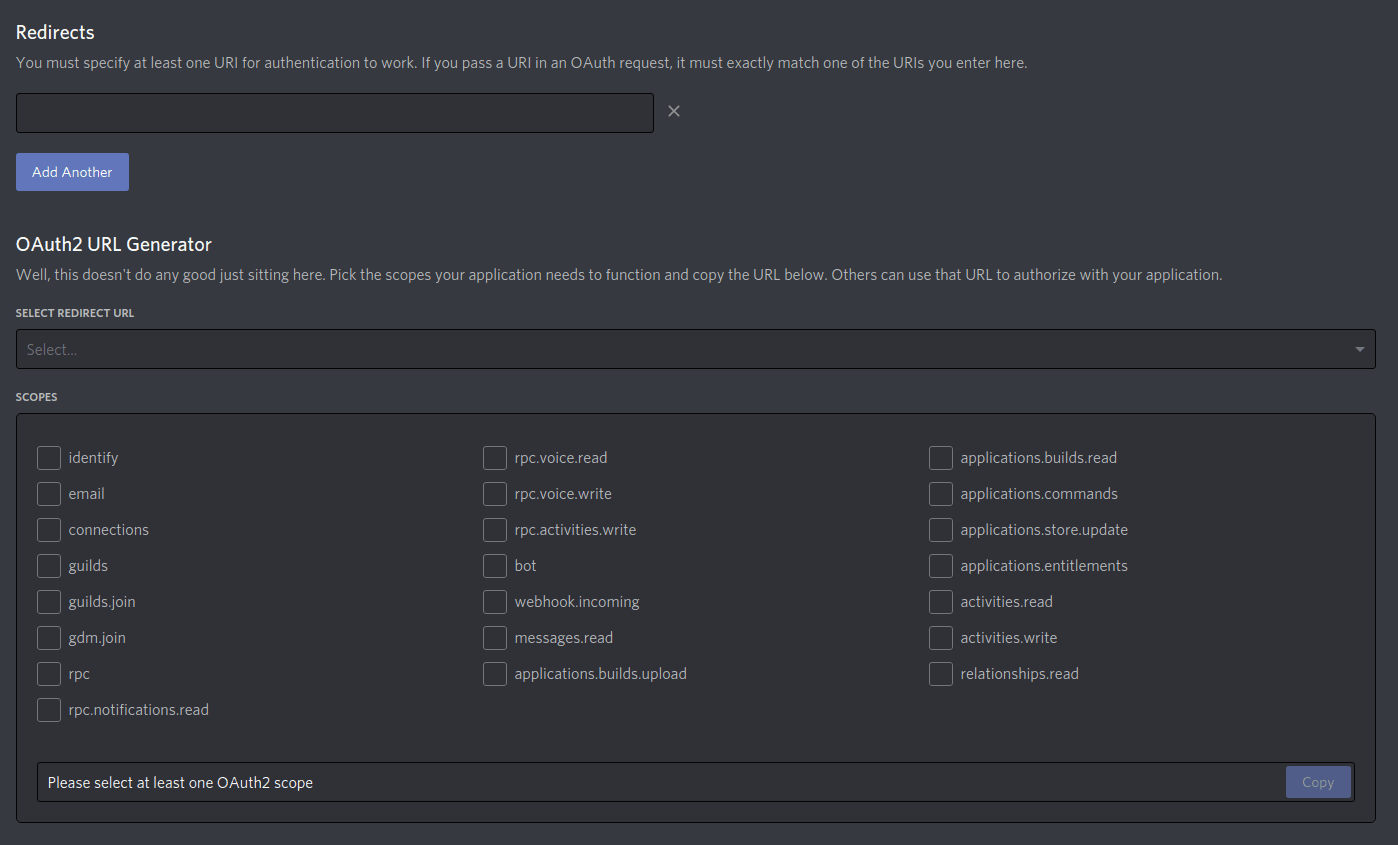 Redirects
You must specify at least one URI for authentication to work. If you pass a URI in an OAuth request, it must exactly match one of the URIs you enter here.
Add Another
OAuth2 URL Generator
Well, this doesn't do any good just sitting here. Pick the scopes your application needs to function and copy the URL below. Others can use that URL to authorize with your application.
SELECT REDIRECT URL
Select...
SCOPES
identify
email
connections
guilds
guilds.join
gdm.join
rpc
rpc.notifications.read
rpc.voice.read
rpc.voice.write
rpc.activities.write
bot
webhook.incoming
messages.read
applications.builds.upload
applications.builds.read
applications.commands
applications.store.update
applications.entitlements
activities.read
activities.write
relationships.read
Please select at least one OAuth2 scope
Copy